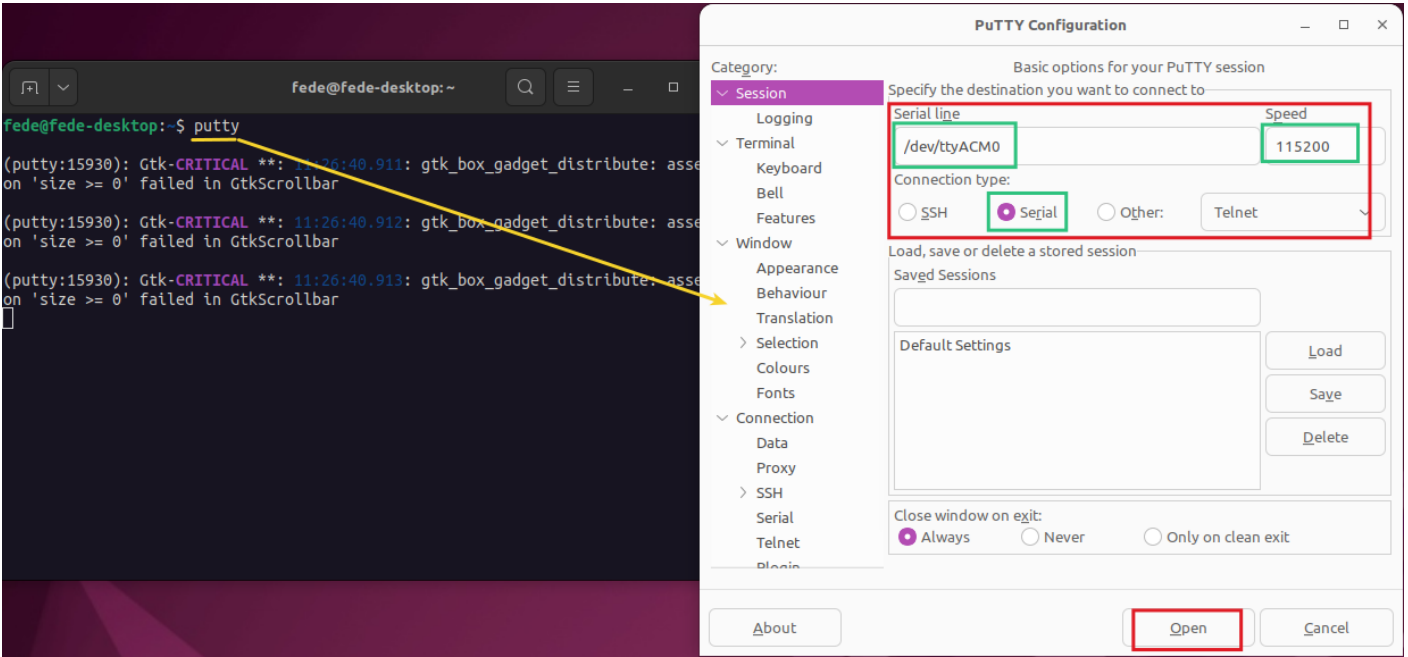 fede@fede-desktop: ~
fede@fede-desktop:~$ putty
(putty:15930): Gtk-CRITICAL **: 11:26:40.911: gtk_box_gadget_distribute: asse
on 'size >= 0' failed in GtkScrollbar
(putty:15930): Gtk-CRITICAL **: 11:26:40.912: gtk_box_gadget_distribute: asse
on 'size >= 0' failed in GtkScrollbar
(putty:15930): Gtk-CRITICAL **: 11:26:40.913: gtk_box_gadget_distribute: asse
on 'size >= 0' failed in GtkScrollbar
PuTTY Configuration
Category:
Session
Logging
Terminal
Keyboard
Bell
Features
Window
Appearance
Behaviour
Translation
Selection
Colours
Fonts
Connection
Data
Proxy
SSH
Serial
Telnet
Plogin
Basic options for your PuTTY session
Specify the destination you want to connect to
Serial line Speed
/dev/ttyACM0 115200
Connection type:
SSH Serial Other: Telnet
Load, save or delete a stored session
Saved Sessions
Default Settings
Load
Save
Delete
Close window on exit:
Always Never Only on clean exit
About Open Cancel